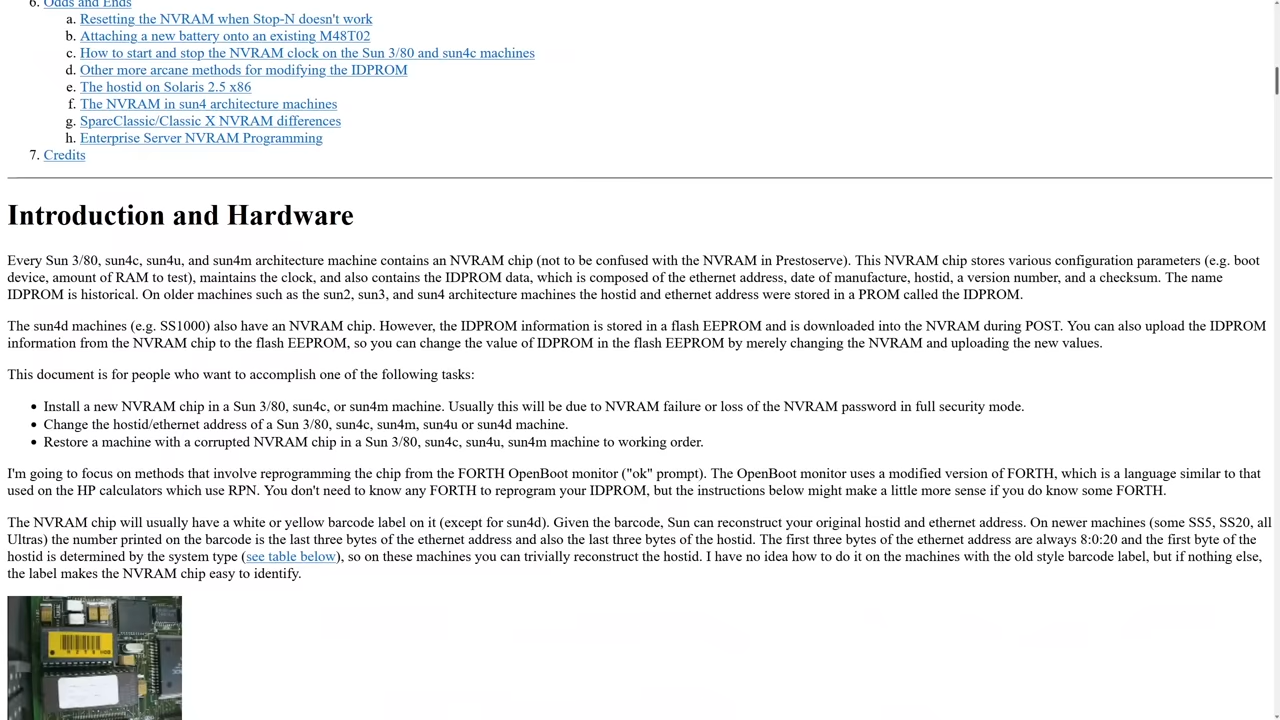 6. Odds and Ends
a. Resetting the NVRAM when Stop-N doesn't work
b. Attaching a new battery onto an existing M48T02
c. How to start and stop the NVRAM clock on the Sun 3/80 and sun4c machines
d. Other more arcane methods for modifying the IDPROM
e. The hostid on Solaris 2.5 x86
f. The NVRAM in sun4 architecture machines
g. SparcClassic/Classic X NVRAM differences
h. Enterprise Server NVRAM Programming
7. Credits
Introduction and Hardware
Every Sun 3/80, sun4c, sun4u, and sun4m architecture machine contains an NVRAM chip (not to be confused with the NVRAM in Prestoserve). This NVRAM chip stores various configuration parameters (e.g. boot
device, amount of RAM to test), maintains the clock, and also contains the IDPROM data, which is composed of the ethernet address, date of manufacture, hostid, a version number, and a checksum. The name
IDPROM is historical. On older machines such as the sun2, sun3, and sun4 architecture machines the hostid and ethernet address were stored in a PROM called the IDPROM.
The sun4d machines (e.g. SS1000) also have an NVRAM chip. However, the IDPROM information is stored in a flash EEPROM and is downloaded into the NVRAM during POST. You can also upload the IDPROM
information from the NVRAM chip to the flash EEPROM, so you can change the value of IDPROM in the flash EEPROM by merely changing the NVRAM and uploading the new values.
This document is for people who want to accomplish one of the following tasks:
• Install a new NVRAM chip in a Sun 3/80, sun4c, or sun4m machine. Usually this will be due to NVRAM failure or loss of the NVRAM password in full security mode.
• Change the hostid/ethernet address of a Sun 3/80, sun4c, sun4m, sun4u or sun4d machine.
• Restore a machine with a corrupted NVRAM chip in a Sun 3/80, sun4c, sun4u, sun4m machine to working order.
I'm going to focus on methods that involve reprogramming the chip from the FORTH OpenBoot monitor ("ok" prompt). The OpenBoot monitor uses a modified version of FORTH, which is a language similar to that
used on the HP calculators which use RPN. You don't need to know any FORTH to reprogram your IDPROM, but the instructions below might make a little more sense if you do know some FORTH.
The NVRAM chip will usually have a white or yellow barcode label on it (except for sun4d). Given the barcode, Sun can reconstruct your original hostid and ethernet address. On newer machines (some SS5, SS20, all
Ultras) the number printed on the barcode is the last three bytes of the ethernet address and also the last three bytes of the hostid. The first three bytes of the ethernet address are always 8:0:20 and the first byte of the
hostid is determined by the system type (see table below), so on these machines you can trivially reconstruct the hostid. I have no idea how to do it on the machines with the old style barcode label, but if nothing else,
the label makes the NVRAM chip easy to identify.